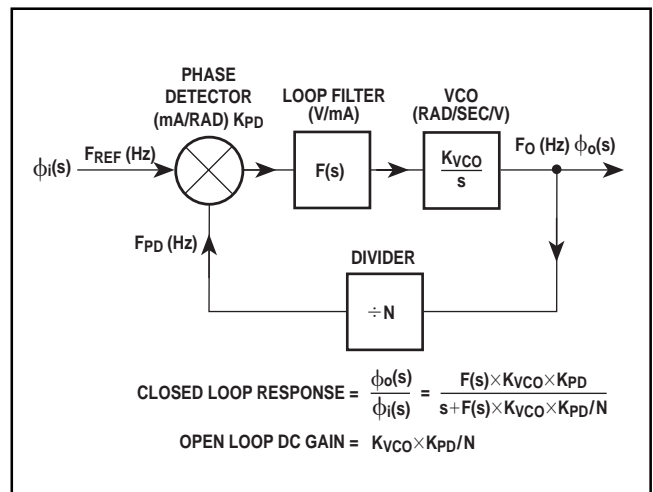 PHASE
DETECTOR
(mA/RAD) KPD
LOOP FILTER
(V/mA)
VCO
(RAD/SEC/V)
ϕi(s)
FREF (Hz)
F(s)
KVCO
s
FO (Hz) ϕo(s)
FPD (Hz)
DIVIDER
÷N
CLOSED LOOP RESPONSE = ϕo(s)/ϕi(s) = F(s)×KVCO×KPD/s+F(s)×KVCO×KPD/N
OPEN LOOP DC GAIN = KVCO×KPD/N